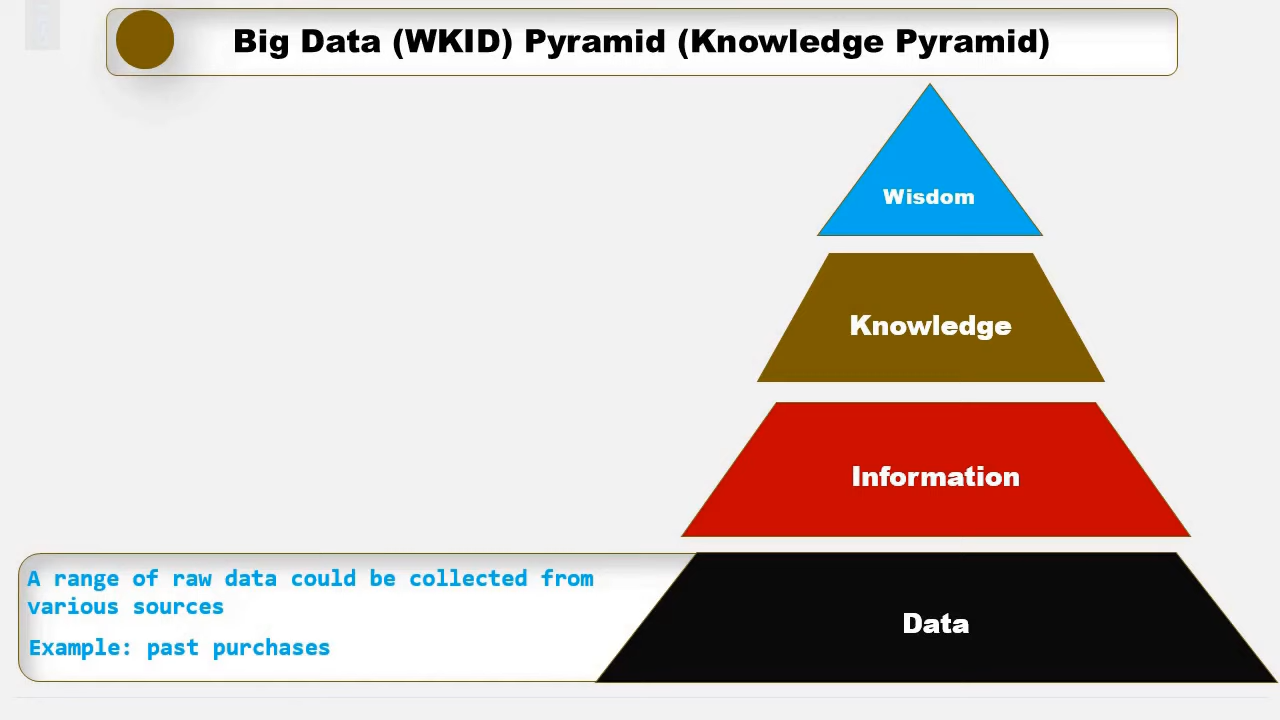 Big Data (WKID) Pyramid (Knowledge Pyramid)
Wisdom
Knowledge
Information
A range of raw data could be collected from
various sources
Example: past purchases
Data